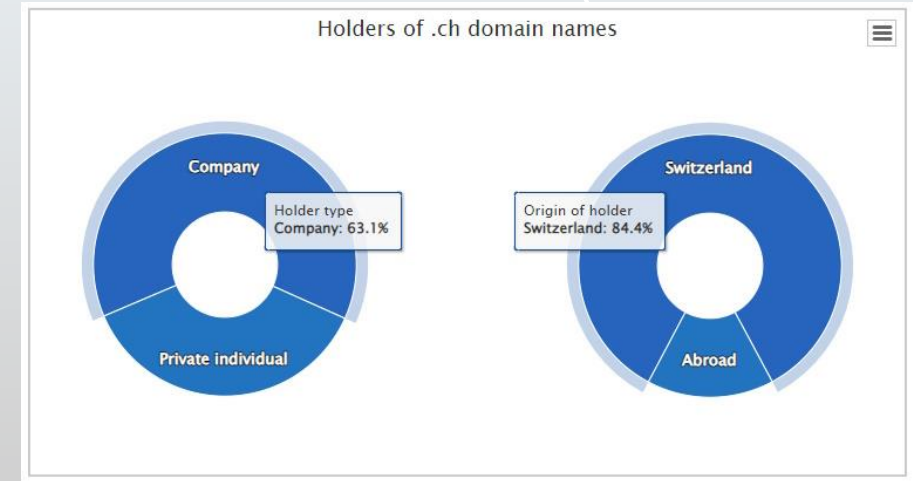 Holders of .ch domain names
Company
Holder type
Company: 63.1%
Private individual
Switzerland
Origin of holder
Switzerland: 84.4%
Abroad